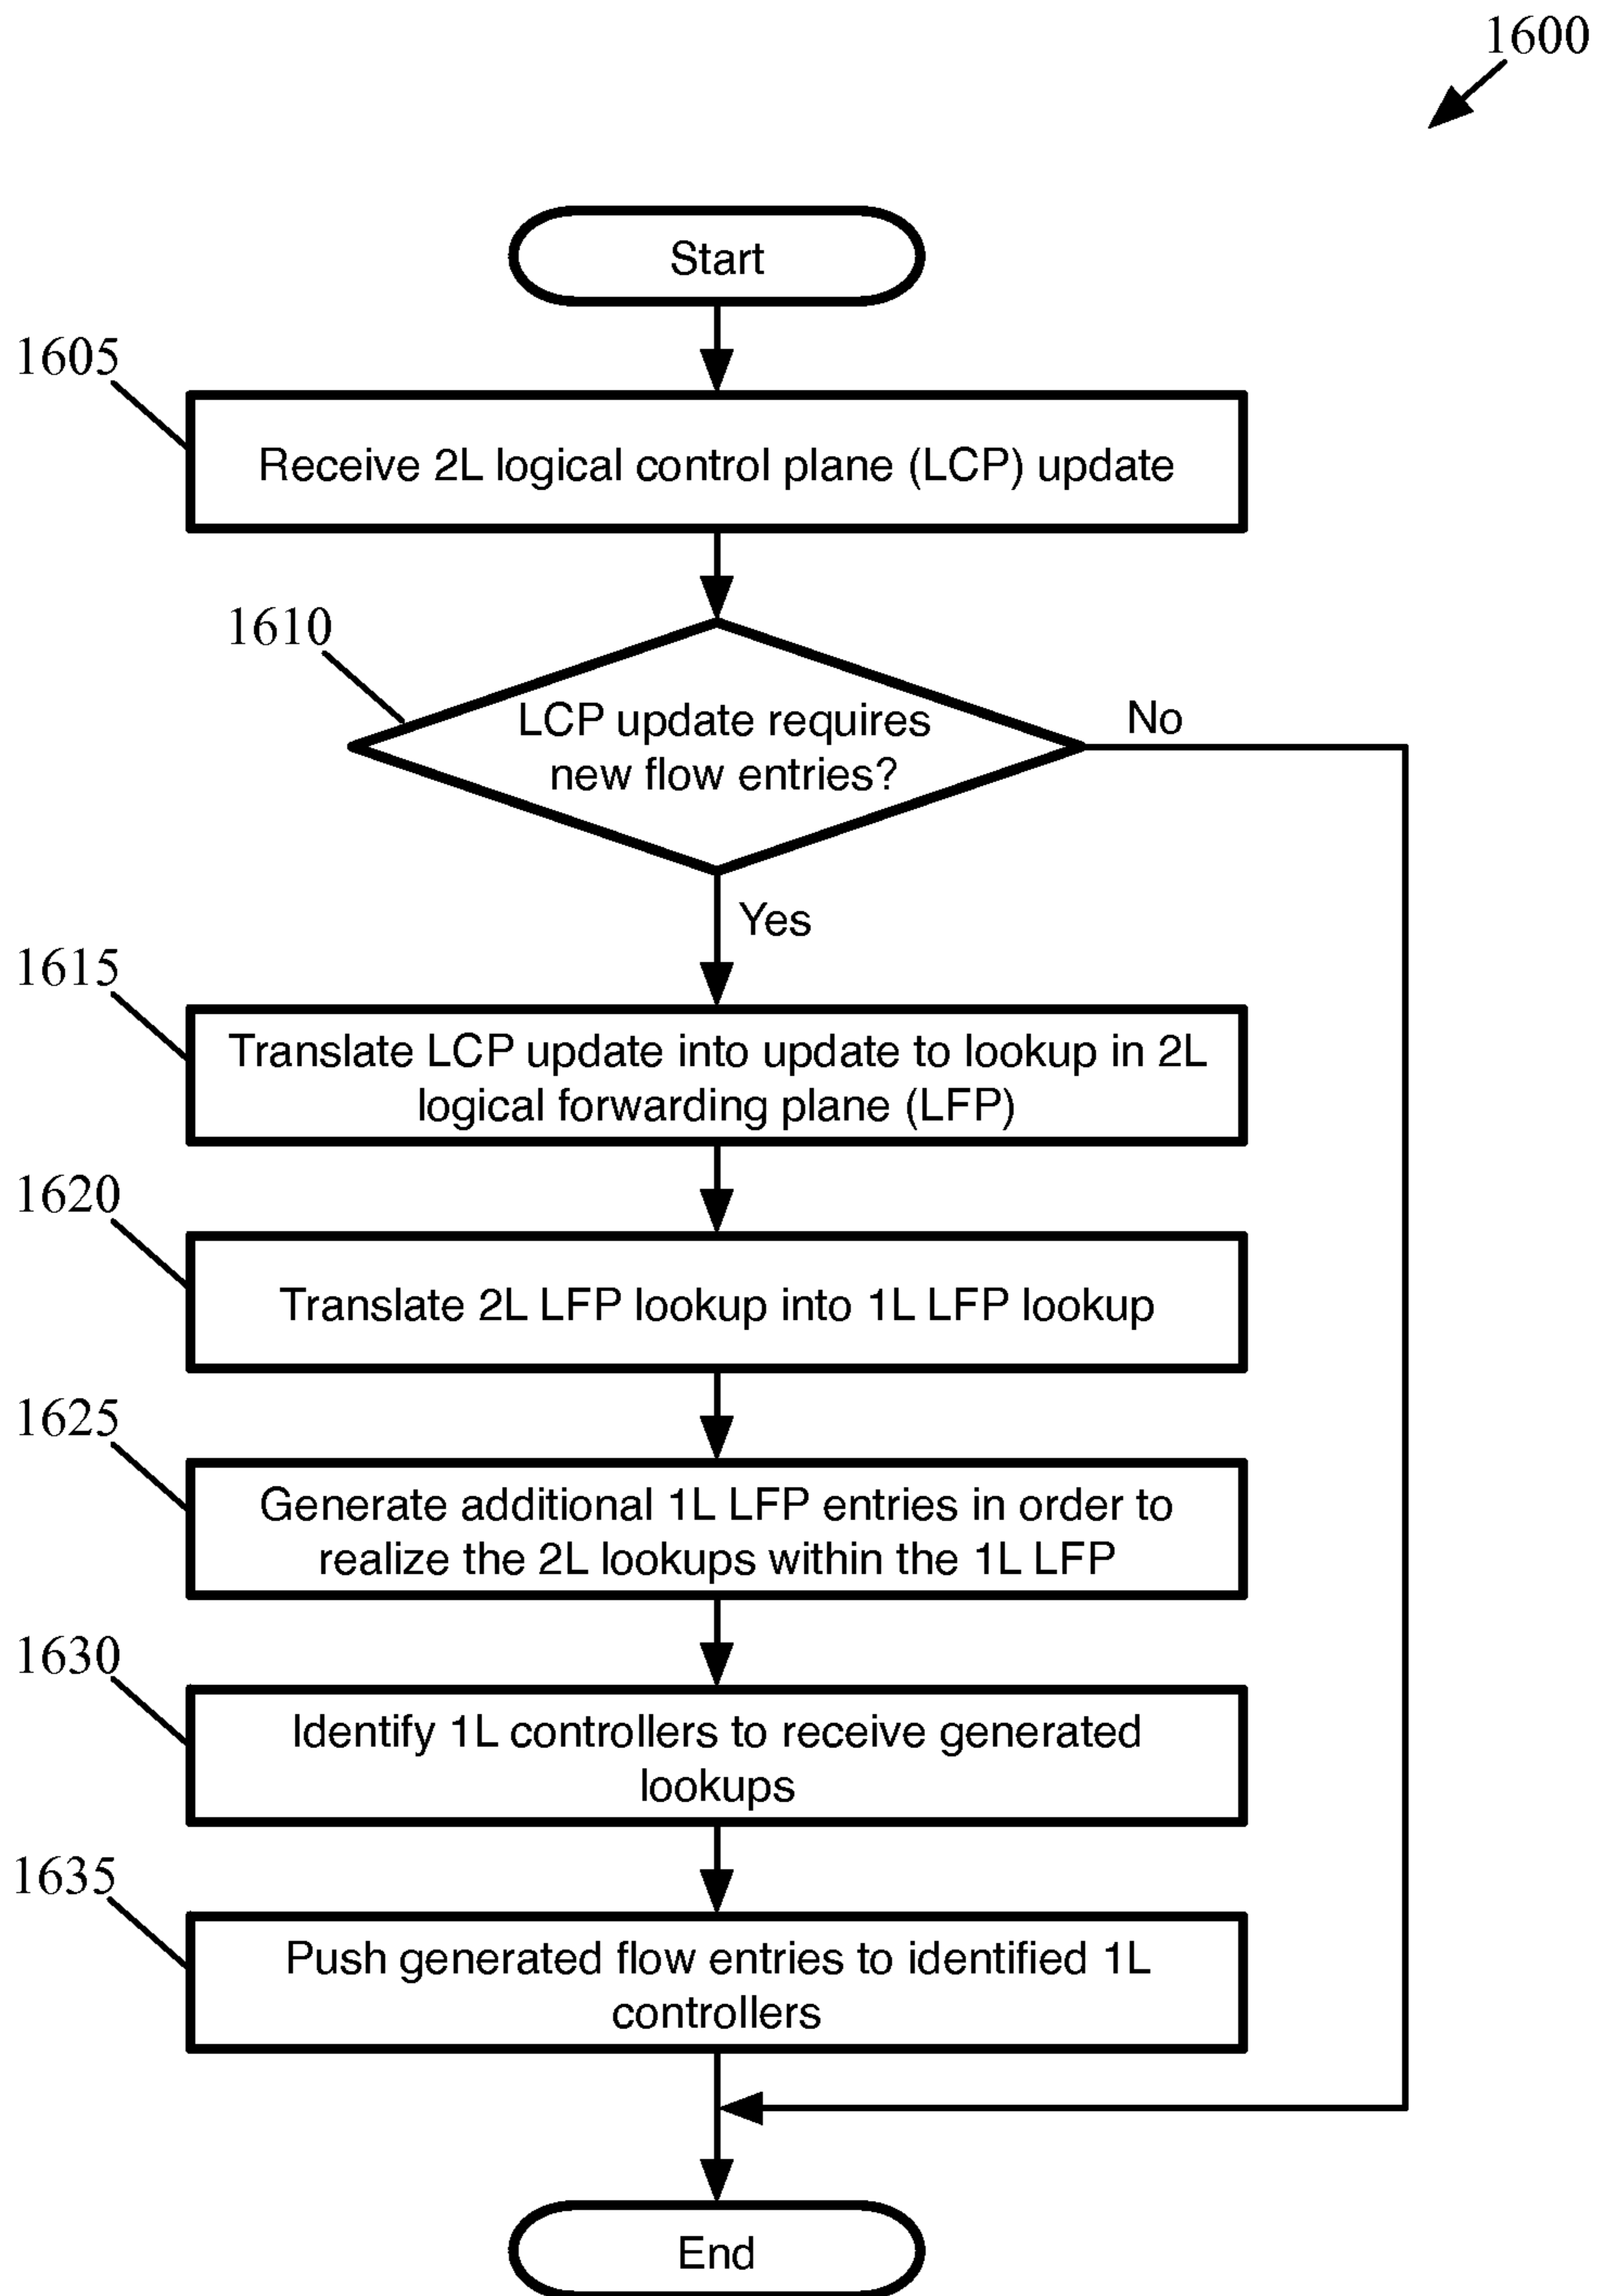 1600
Start
1605
Receive 2L logical control plane (LCP) update
1610
LCP update requires
new flow entries?
No
Yes
1615
Translate LCP update into update to lookup in 2L
logical forwarding plane (LFP)
1620
Translate 2L LFP lookup into 1L LFP lookup
1625
Generate additional 1L LFP entries in order to
realize the 2L lookups within the 1L LFP
1630
Identify 1L controllers to receive generated
lookups
1635
Push generated flow entries to identified 1L
controllers
End